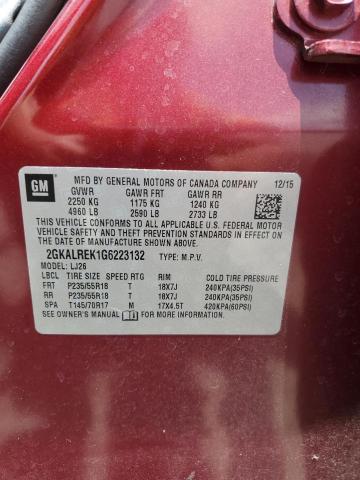 GM
MFD BY GENERAL MOTORS OF CANADA COMPANY 12/15
GVWR GAWR FRT GAWR RR
2250 KG 1175 KG 1240 KG
4960 LB 2590 LB 2733 LB
THIS VEHICLE CONFORMS TO ALL APPLICABLE U.S. FEDERAL MOTOR
VEHICLE SAFETY, BUMPER, AND THEFT PREVENTION STANDARDS IN
EFFECT ON THE DATE OF MANUFACTURE SHOWN ABOVE.
2GKALREK1G6223132 TYPE: M.P.V.
MODEL: LJ26
LBCL TIRE SIZE SPEED RTG RIM COLD TIRE PRESSURE
FRT P235/55R18 T 18X7J 240KPA(35PSI)
RR P235/55R18 T 18X7J 240KPA(35PSI)
SPA T145/70R17 M 17X4.5T 420KPA(60PSI)
SEE OWNER'S MANUAL FOR MORE INFORMATION.